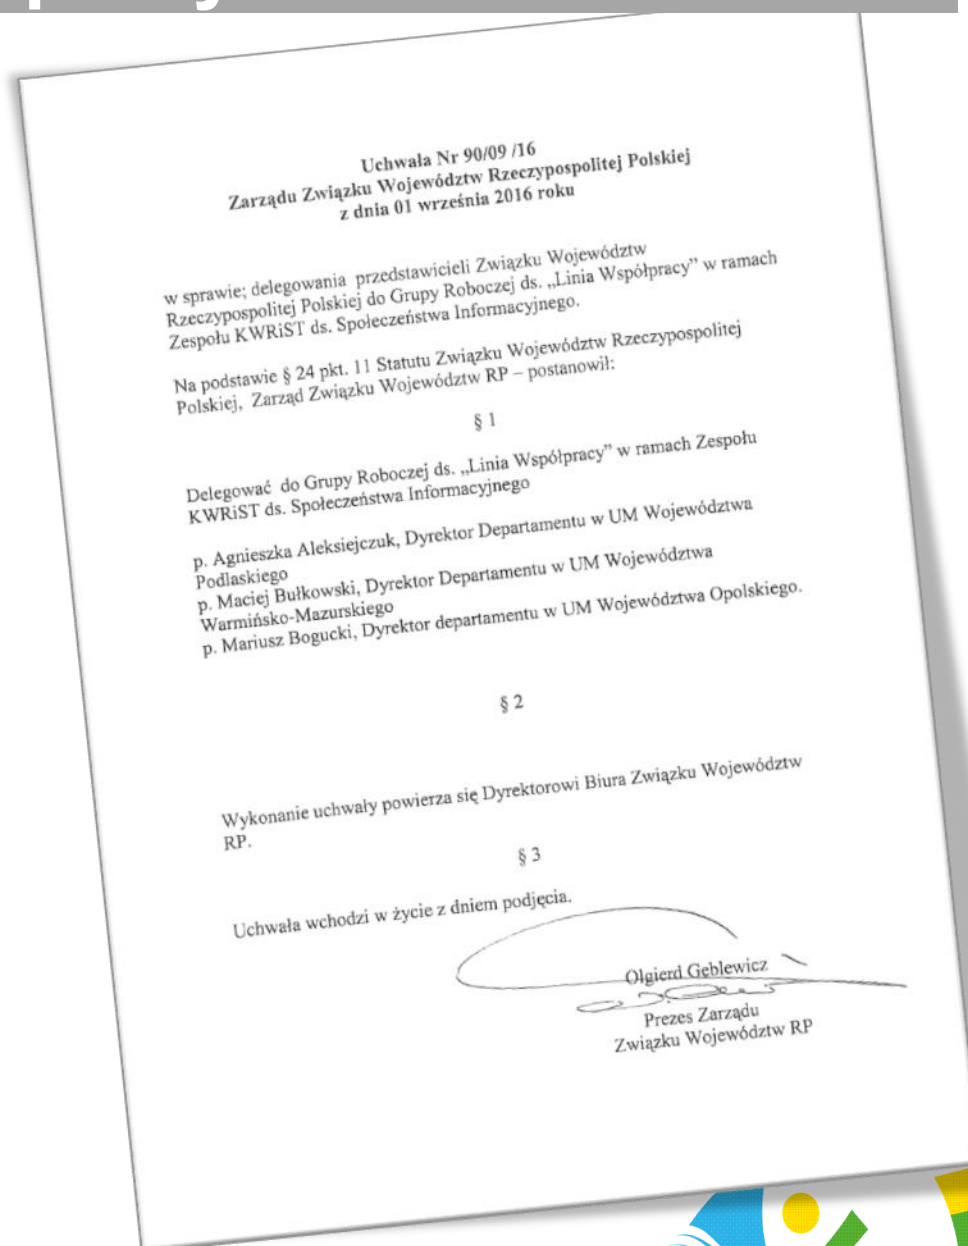 Uchwała Nr 90/09 /16
Zarządu Związku Województw Rzeczypospolitej Polskiej
z dnia 01 września 2016 roku
w sprawie; delegowania przedstawicieli Związku Województw
Rzeczypospolitej Polskiej do Grupy Roboczej ds. „Linia Współpracy” w ramach
Zespołu KWRiST ds. Społeczeństwa Informacyjnego.
Na podstawie § 24 pkt. 11 Statutu Związku Województw Rzeczypospolitej
Polskiej, Zarząd Związku Województw RP – postanowił:
§ 1
Delegować do Grupy Roboczej ds. „Linia Współpracy” w ramach Zespołu
KWRiST ds. Społeczeństwa Informacyjnego
p. Agnieszka Aleksiejczuk, Dyrektor Departamentu w UM Województwa
Podlaskiego
p. Maciej Bułkowski, Dyrektor Departamentu w UM Województwa
Warmińsko-Mazurskiego
p. Mariusz Bogucki, Dyrektor departamentu w UM Województwa Opolskiego.
§ 2
Wykonanie uchwały powierza się Dyrektorowi Biura Związku Województw
RP.
§ 3
Uchwała wchodzi w życie z dniem podjęcia.
Olgierd Geblewicz
Prezes Zarządu
Związku Województw RP